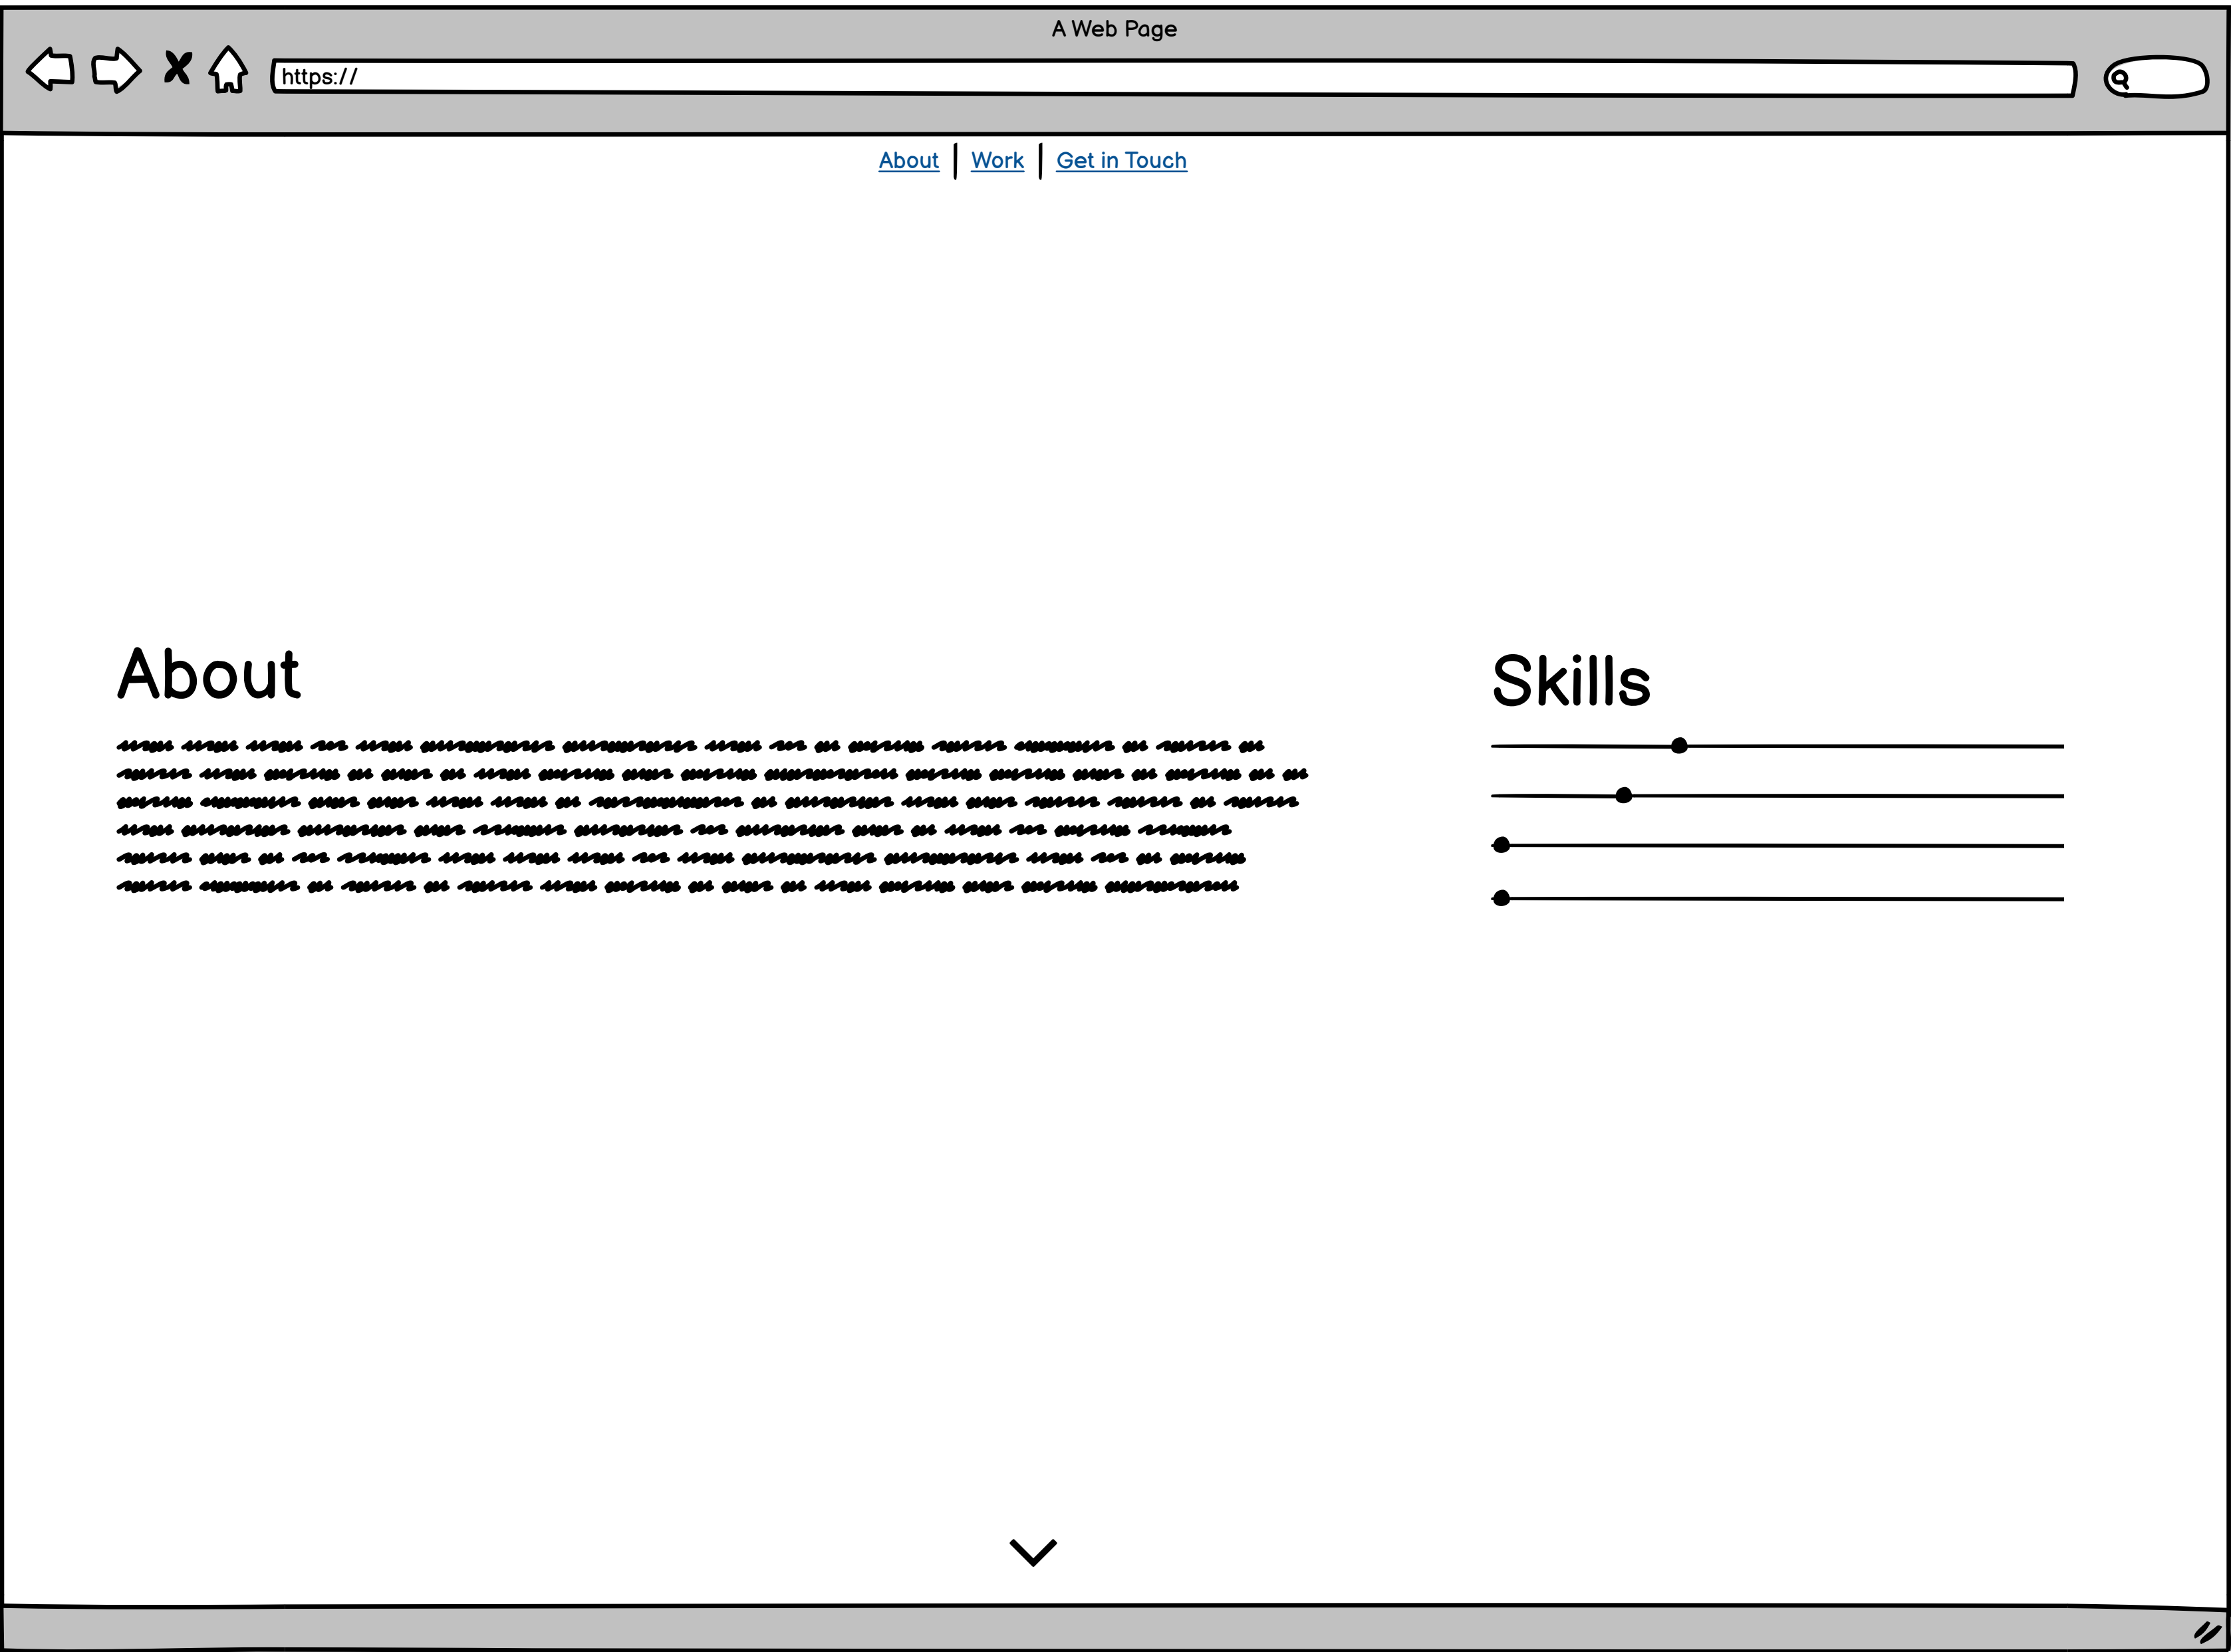 A Web Page
https://
About | Work | Get in Touch
About
Skills